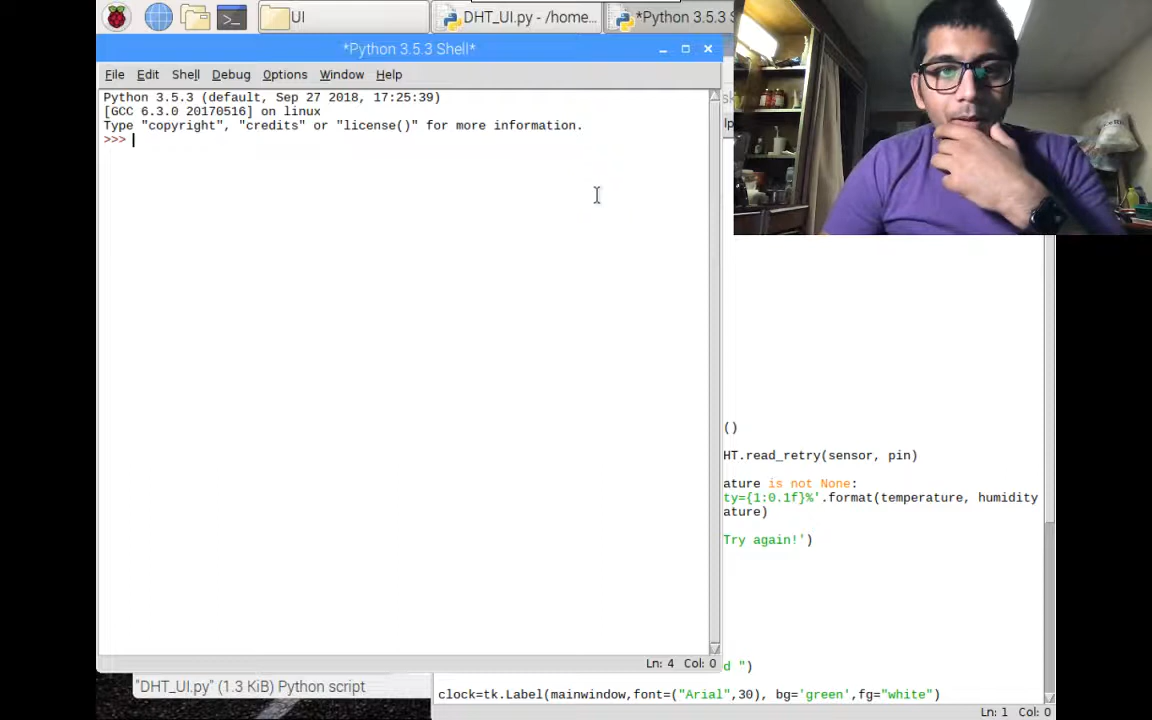 UI
DHT_UI.py - /home...
*Python 3.5.3 S
*Python 3.5.3 Shell*
File Edit Shell Debug Options Window Help
Python 3.5.3 (default, Sep 27 2018, 17:25:39)
[GCC 6.3.0 20170516] on linux
Type "copyright", "credits" or "license()" for more information.
>>>
()
HT.read_retry(sensor, pin)
ature is not None:
ty={1:0.1f}%'.format(temperature, humidity
ature)
Try again!')
Ln: 4 Col: 0
d ")
"DHT_UI.py" (1.3 KiB) Python script
clock=tk.Label(mainwindow,font=("Arial",30), bg='green',fg="white")
Ln: 1 Col: 0